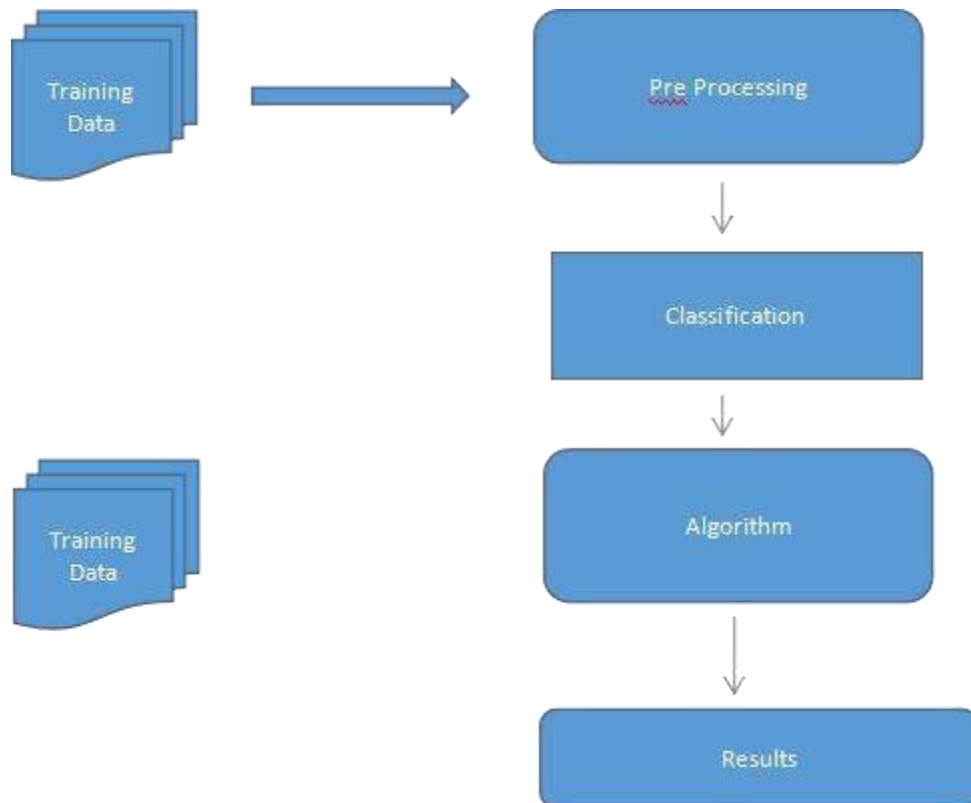 Training
Data
Pre Processing
Classification
Training
Data
Algorithm
Results